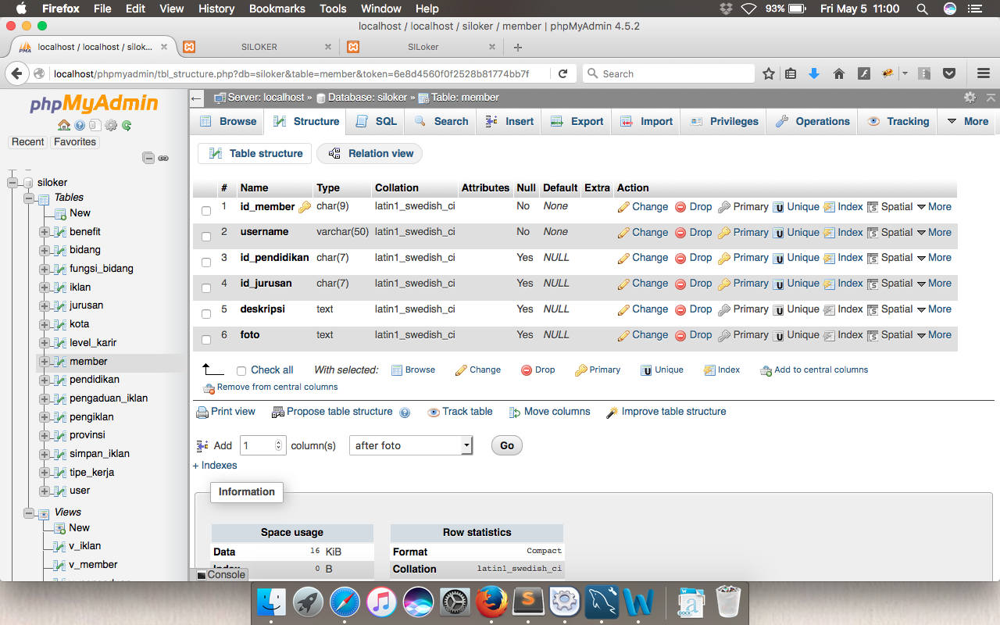 Firefox File Edit View History Bookmarks Tools Window Help 93% Fri May 5 11:00
localhost / localhost / siloker / member | phpMyAdmin 4.5.2
localhost / localhost / silok... SILOKER SILoker
localhost/phpmyadmin/tbl_structure.php?db=siloker&table=member&token=6e8d4560f0f2528b81774bb7f Search
phpMyAdmin
Recent Favorites
siloker
Tables
New
benefit
bidang
fungsi_bidang
iklan
jurusan
kota
level_karir
member
pendidikan
pengaduan_iklan
pengiklan
provinsi
simpan_iklan
tipe_kerja
user
Views
New
v_iklan
v_member
Server: localhost » Database: siloker » Table: member
Browse Structure SQL Search Insert Export Import Privileges Operations Tracking More
Table structure Relation view
# Name Type Collation Attributes Null Default Extra Action
1 id_member char(9) latin1_swedish_ci No None Change Drop Primary Unique Index Spatial More
2 username varchar(50) latin1_swedish_ci No None Change Drop Primary Unique Index Spatial More
3 id_pendidikan char(7) latin1_swedish_ci Yes NULL Change Drop Primary Unique Index Spatial More
4 id_jurusan char(7) latin1_swedish_ci Yes NULL Change Drop Primary Unique Index Spatial More
5 deskripsi text latin1_swedish_ci Yes NULL Change Drop Primary Unique Index Spatial More
6 foto text latin1_swedish_ci Yes NULL Change Drop Primary Unique Index Spatial More
Check all With selected: Browse Change Drop Primary Unique Index Add to central columns
Remove from central columns
Print view Propose table structure Track table Move columns Improve table structure
Add 1 column(s) after foto Go
+ Indexes
Information
Space usage Row statistics
Data 16 KiB Format Compact
Index 0 B Collation latin1_swedish_ci
Console